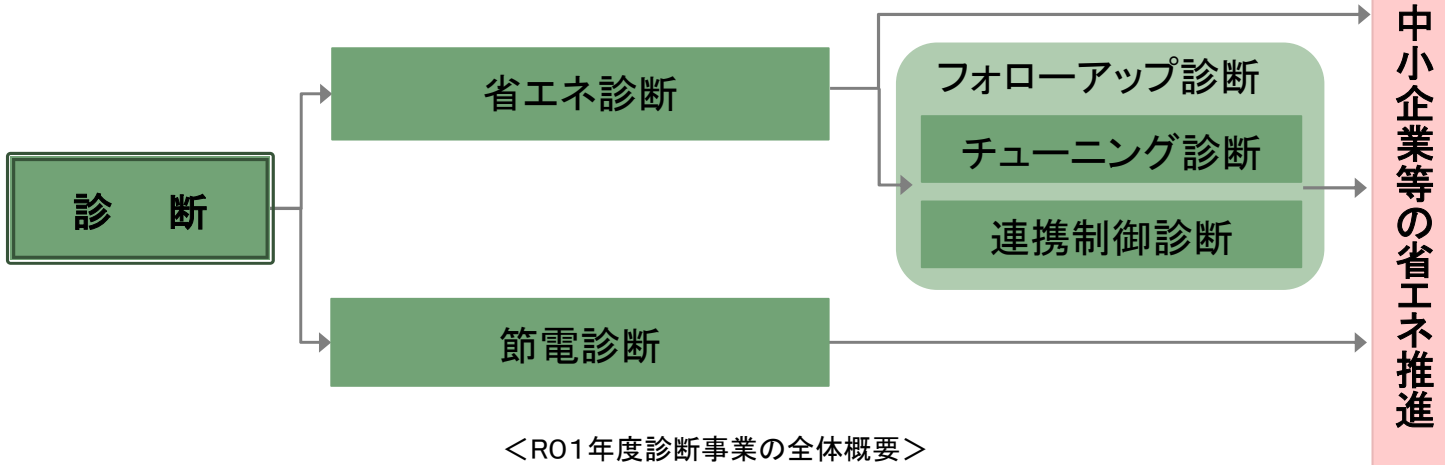 診　断
省エネ診断
フォローアップ診断
チューニング診断
連携制御診断
節電診断
中小企業等の省エネ推進
＜R01年度診断事業の全体概要＞